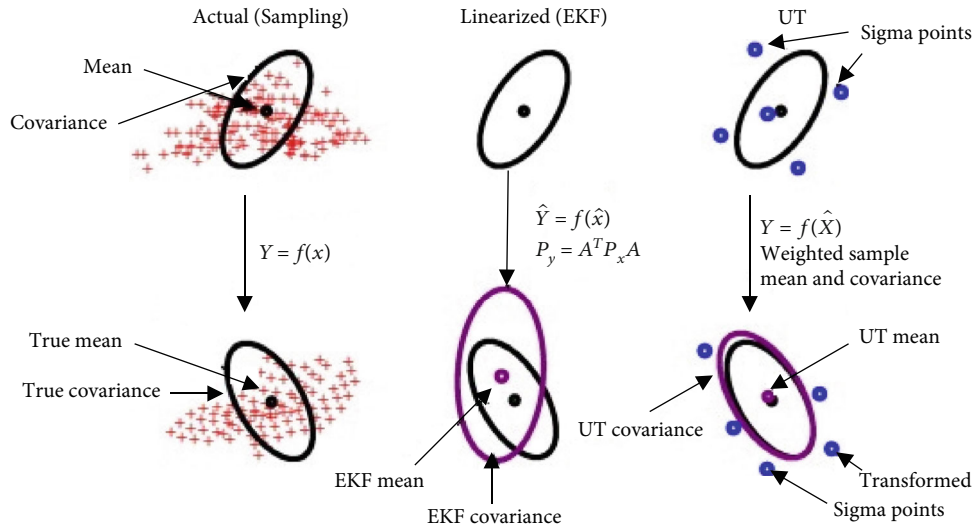 Actual (Sampling)
Linearized (EKF)
UT
Sigma points
Mean
Covariance
Y = f(x)
Ŷ = f(x̂)
P_y = A^T P_x A
Y = f(X̂)
Weighted sample
mean and covariance
True mean
True covariance
EKF mean
EKF covariance
UT mean
UT covariance
Transformed
Sigma points